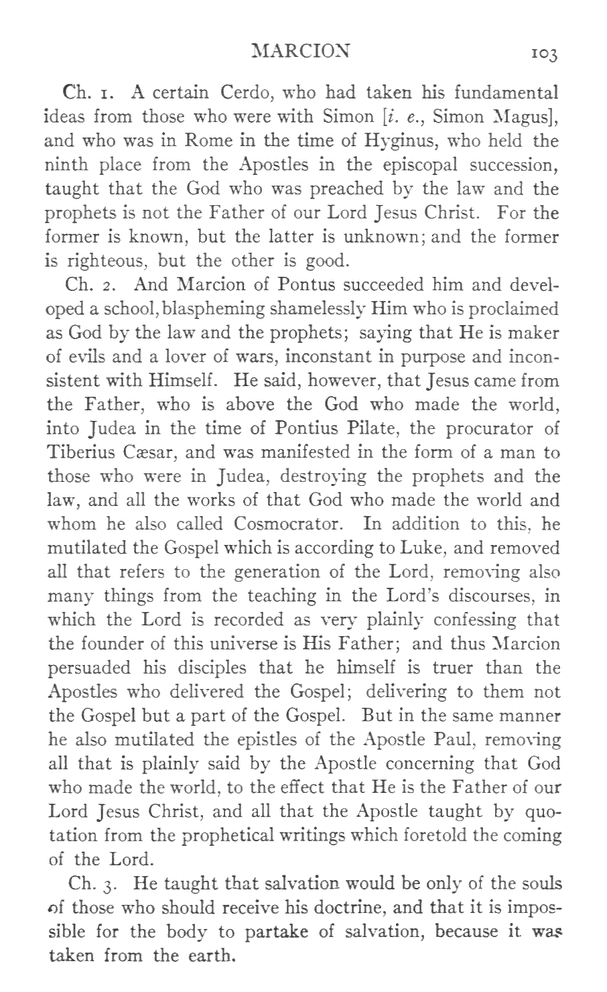 MARCION 103
Ch. 1. A certain Cerdo, who had taken his fundamental
ideas from those who were with Simon [i. e., Simon Magus],
and who was in Rome in the time of Hyginus, who held the
ninth place from the Apostles in the episcopal succession,
taught that the God who was preached by the law and the
prophets is not the Father of our Lord Jesus Christ. For the
former is known, but the latter is unknown; and the former
is righteous, but the other is good.
Ch. 2. And Marcion of Pontus succeeded him and devel-
oped a school, blaspheming shamelessly Him who is proclaimed
as God by the law and the prophets; saying that He is maker
of evils and a lover of wars, inconstant in purpose and incon-
sistent with Himself. He said, however, that Jesus came from
the Father, who is above the God who made the world,
into Judea in the time of Pontius Pilate, the procurator of
Tiberius Cæsar, and was manifested in the form of a man to
those who were in Judea, destroying the prophets and the
law, and all the works of that God who made the world and
whom he also called Cosmocrator. In addition to this, he
mutilated the Gospel which is according to Luke, and removed
all that refers to the generation of the Lord, removing also
many things from the teaching in the Lord's discourses, in
which the Lord is recorded as very plainly confessing that
the founder of this universe is His Father; and thus Marcion
persuaded his disciples that he himself is truer than the
Apostles who delivered the Gospel; delivering to them not
the Gospel but a part of the Gospel. But in the same manner
he also mutilated the epistles of the Apostle Paul, removing
all that is plainly said by the Apostle concerning that God
who made the world, to the effect that He is the Father of our
Lord Jesus Christ, and all that the Apostle taught by quo-
tation from the prophetical writings which foretold the coming
of the Lord.
Ch. 3. He taught that salvation would be only of the souls
of those who should receive his doctrine, and that it is impos-
sible for the body to partake of salvation, because it was
taken from the earth.